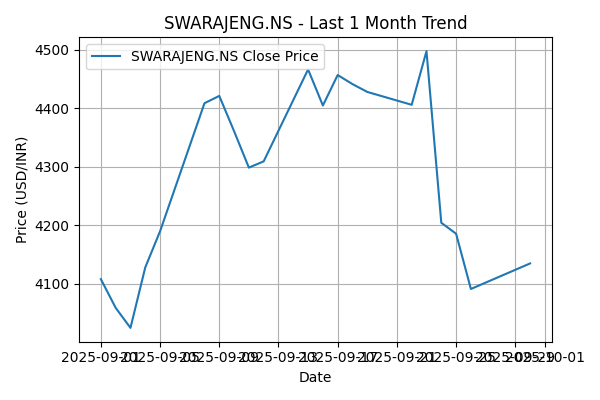 SWARAJENG.NS - Last 1 Month Trend
SWARAJENG.NS Close Price
4500
4400
4300
4200
4100
Price (USD/INR)
2025-09-01 2025-09-05 2025-09-09 2025-09-13 2025-09-17 2025-09-21 2025-09-25 2025-09-29 2025-10-01
Date